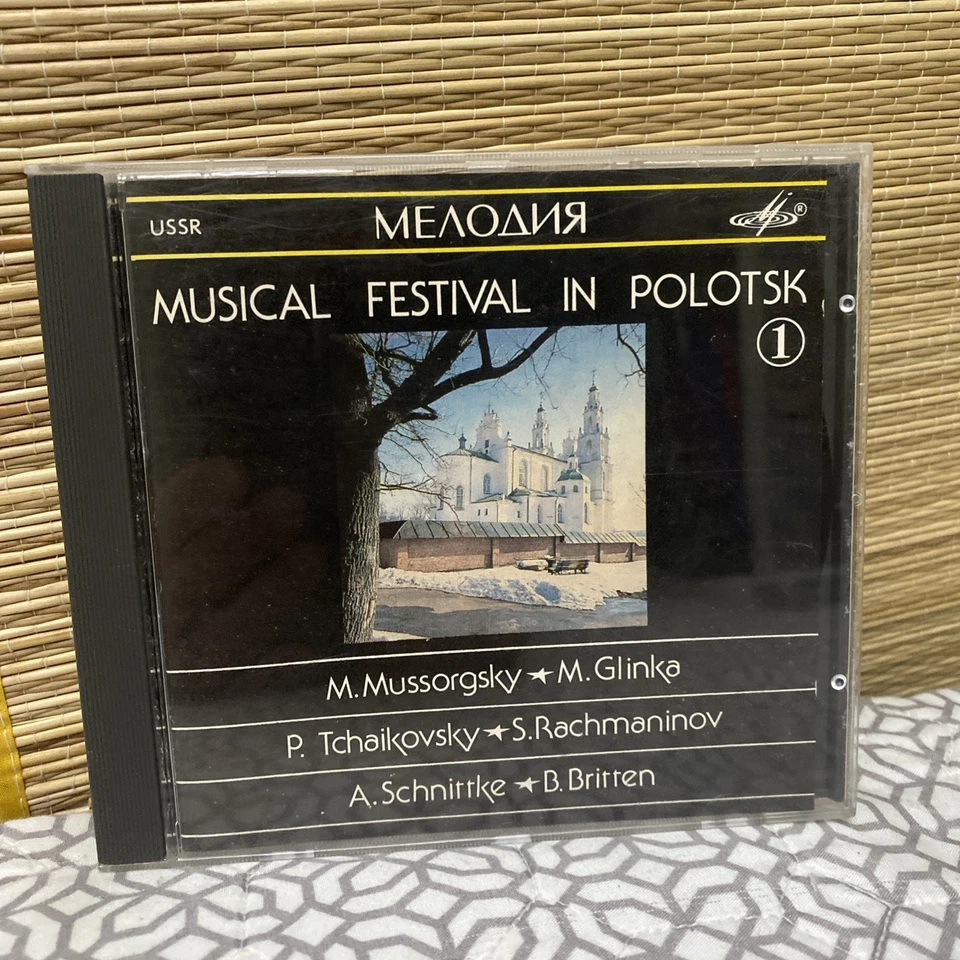 USSR МЕЛОДИЯ ®
MUSICAL FESTIVAL IN POLOTSK
1
M. Mussorgsky ★ M. Glinka
P. Tchaikovsky ★ S. Rachmaninov
A. Schnittke ★ B. Britten